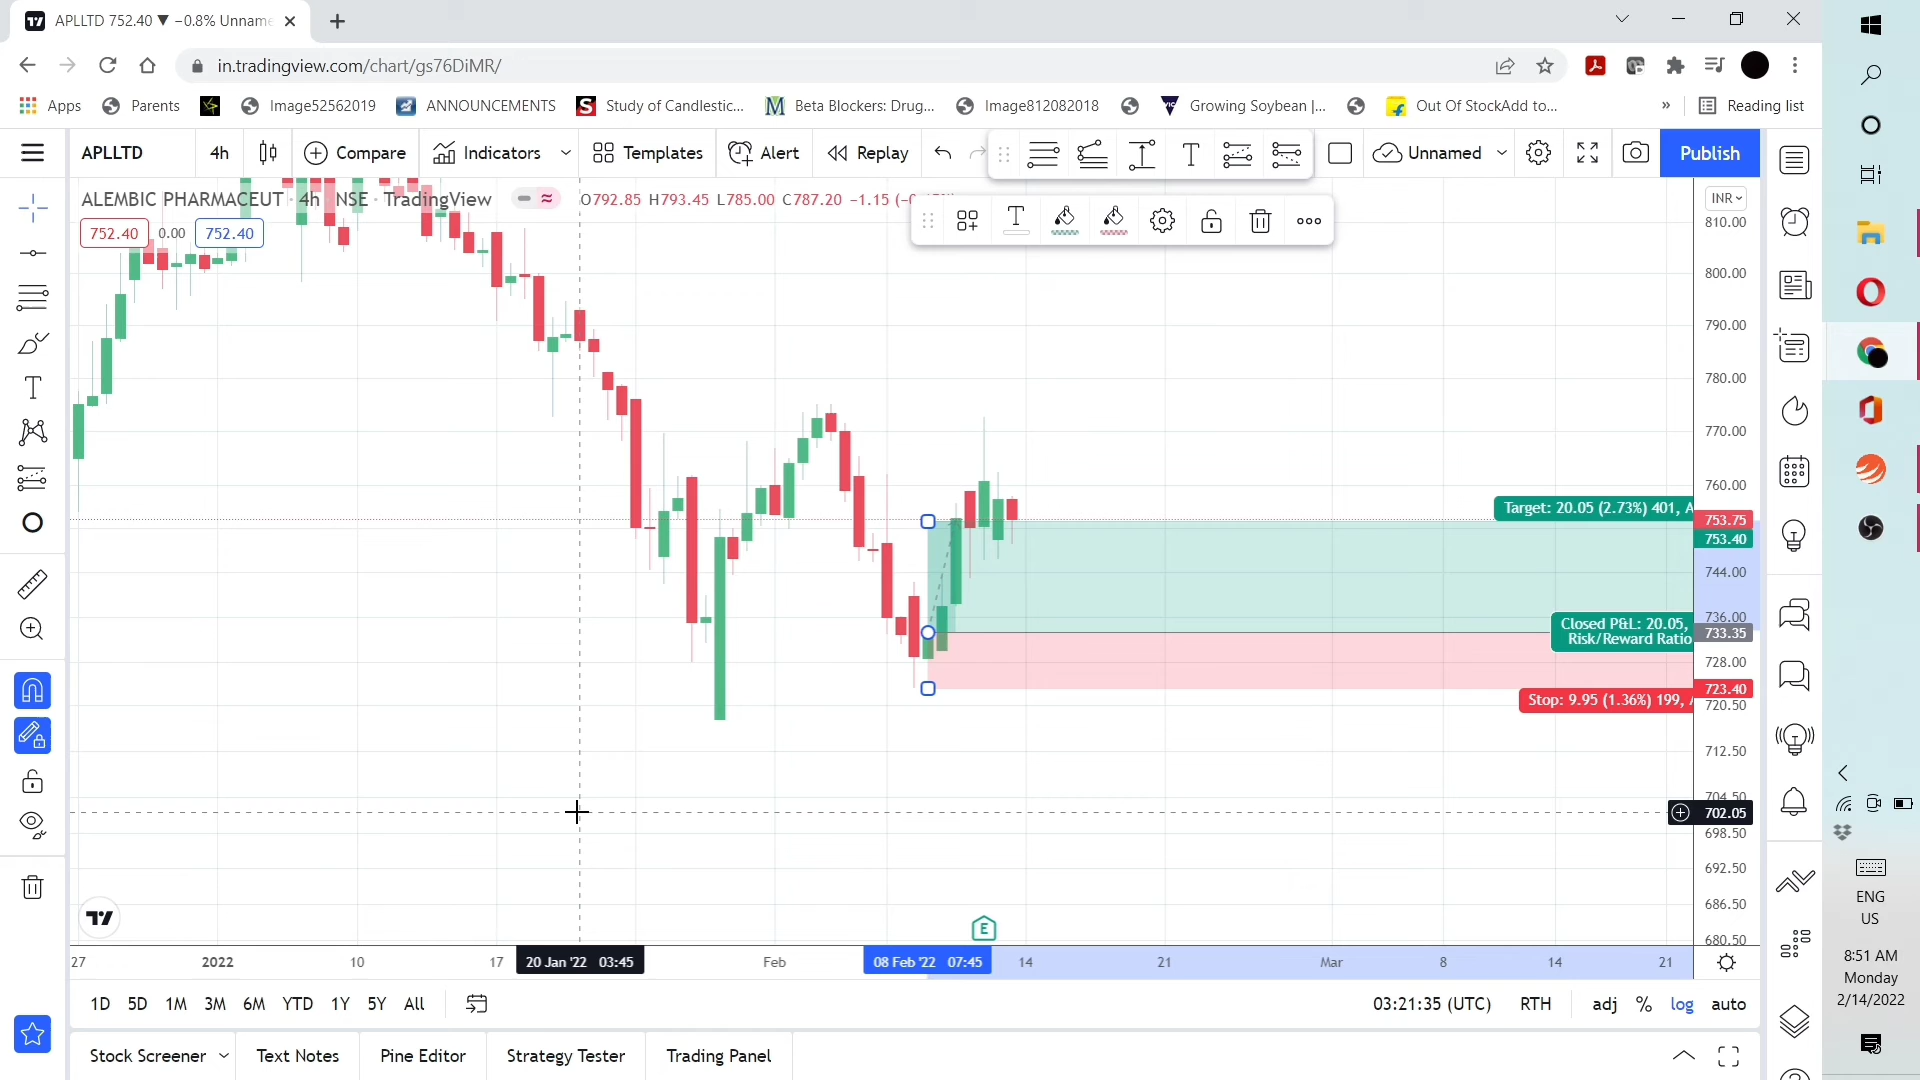 APLLTD 752.40 ▼ −0.8% Unnam
in.tradingview.com/chart/gs76DiMR/
Apps Parents Image52562019 ANNOUNCEMENTS Study of Candlestic... Beta Blockers: Drug... Image812082018 Growing Soybean |... Out Of StockAdd to... » Reading list
APLLTD 4h Compare Indicators Templates Alert Replay Unnamed Publish
ALEMBIC PHARMACEUT · 4h · NSE · TradingView O792.85 H793.45 L785.00 C787.20 −1.15
752.40 0.00 752.40
INR
810.00
800.00
790.00
780.00
770.00
760.00
Target: 20.05 (2.73%) 401, A
753.75
753.40
744.00
736.00
Closed P&L: 20.05,
Risk/Reward Ratio
733.35
728.00
723.40
Stop: 9.95 (1.36%) 199, A
720.50
712.50
704.50
702.05
698.50
692.50
686.50
E
680.50
27 2022 10 17 20 Jan '22 03:45 Feb 08 Feb '22 07:45 14 21 Mar 8 14 21
1D 5D 1M 3M 6M YTD 1Y 5Y All 03:21:35 (UTC) RTH adj % log auto
Stock Screener Text Notes Pine Editor Strategy Tester Trading Panel
ENG
US
8:51 AM
Monday
2/14/2022